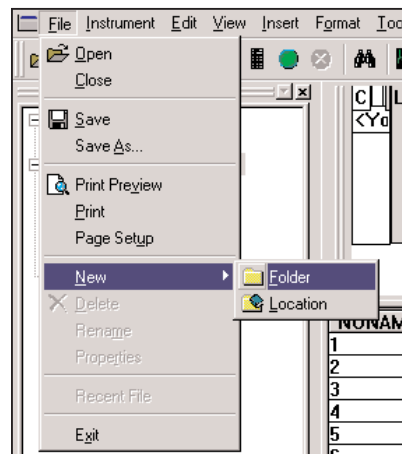 File Instrument Edit View Insert Format
Open
Close
Save
Save As...
Print Preview
Print
Page Setup
New
Folder
Location
Delete
Rename
Properties
Recent File
Exit
C
<Yo
NONAM
1
2
3
4
5